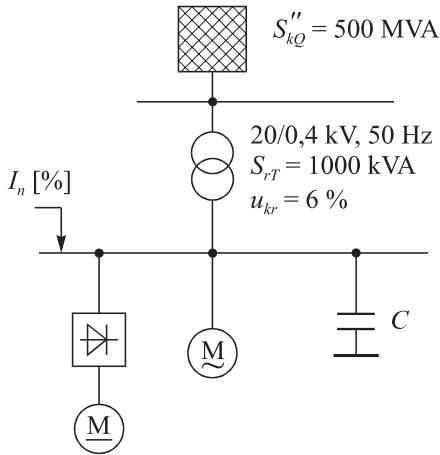 S''kQ = 500 MVA
20/0,4 kV, 50 Hz
SrT = 1000 kVA
ukr = 6 %
In [%]
C
M
~
M